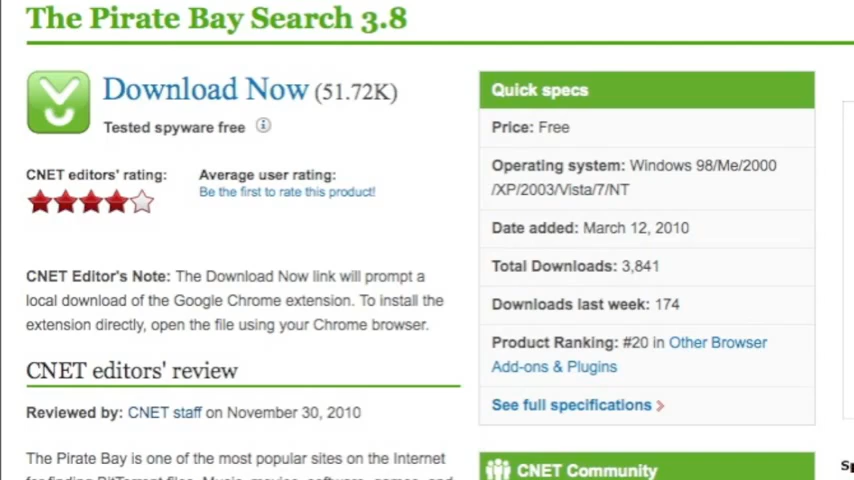 The Pirate Bay Search 3.8
Download Now (51.72K)
Tested spyware free
CNET editors' rating:
Average user rating:
Be the first to rate this product!
CNET Editor's Note: The Download Now link will prompt a
local download of the Google Chrome extension. To install the
extension directly, open the file using your Chrome browser.
CNET editors' review
Reviewed by: CNET staff on November 30, 2010
The Pirate Bay is one of the most popular sites on the Internet
Quick specs
Price: Free
Operating system: Windows 98/Me/2000
/XP/2003/Vista/7/NT
Date added: March 12, 2010
Total Downloads: 3,841
Downloads last week: 174
Product Ranking: #20 in Other Browser
Add-ons & Plugins
See full specifications
CNET Community